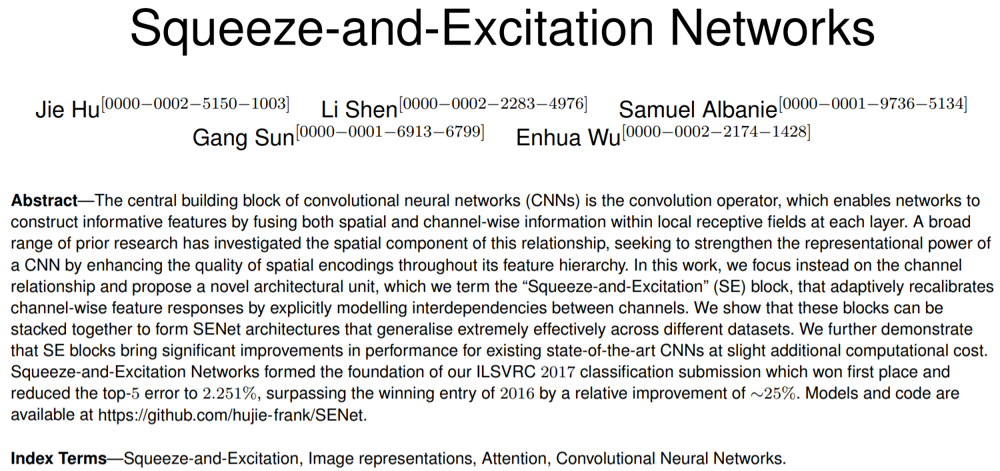 Squeeze-and-Excitation Networks
Jie Hu[0000−0002−5150−1003] Li Shen[0000−0002−2283−4976] Samuel Albanie[0000−0001−9736−5134]
Gang Sun[0000−0001−6913−6799] Enhua Wu[0000−0002−2174−1428]
Abstract—The central building block of convolutional neural networks (CNNs) is the convolution operator, which enables networks to
construct informative features by fusing both spatial and channel-wise information within local receptive fields at each layer. A broad
range of prior research has investigated the spatial component of this relationship, seeking to strengthen the representational power of
a CNN by enhancing the quality of spatial encodings throughout its feature hierarchy. In this work, we focus instead on the channel
relationship and propose a novel architectural unit, which we term the “Squeeze-and-Excitation” (SE) block, that adaptively recalibrates
channel-wise feature responses by explicitly modelling interdependencies between channels. We show that these blocks can be
stacked together to form SENet architectures that generalise extremely effectively across different datasets. We further demonstrate
that SE blocks bring significant improvements in performance for existing state-of-the-art CNNs at slight additional computational cost.
Squeeze-and-Excitation Networks formed the foundation of our ILSVRC 2017 classification submission which won first place and
reduced the top-5 error to 2.251%, surpassing the winning entry of 2016 by a relative improvement of ∼25%. Models and code are
available at https://github.com/hujie-frank/SENet.
Index Terms—Squeeze-and-Excitation, Image representations, Attention, Convolutional Neural Networks.